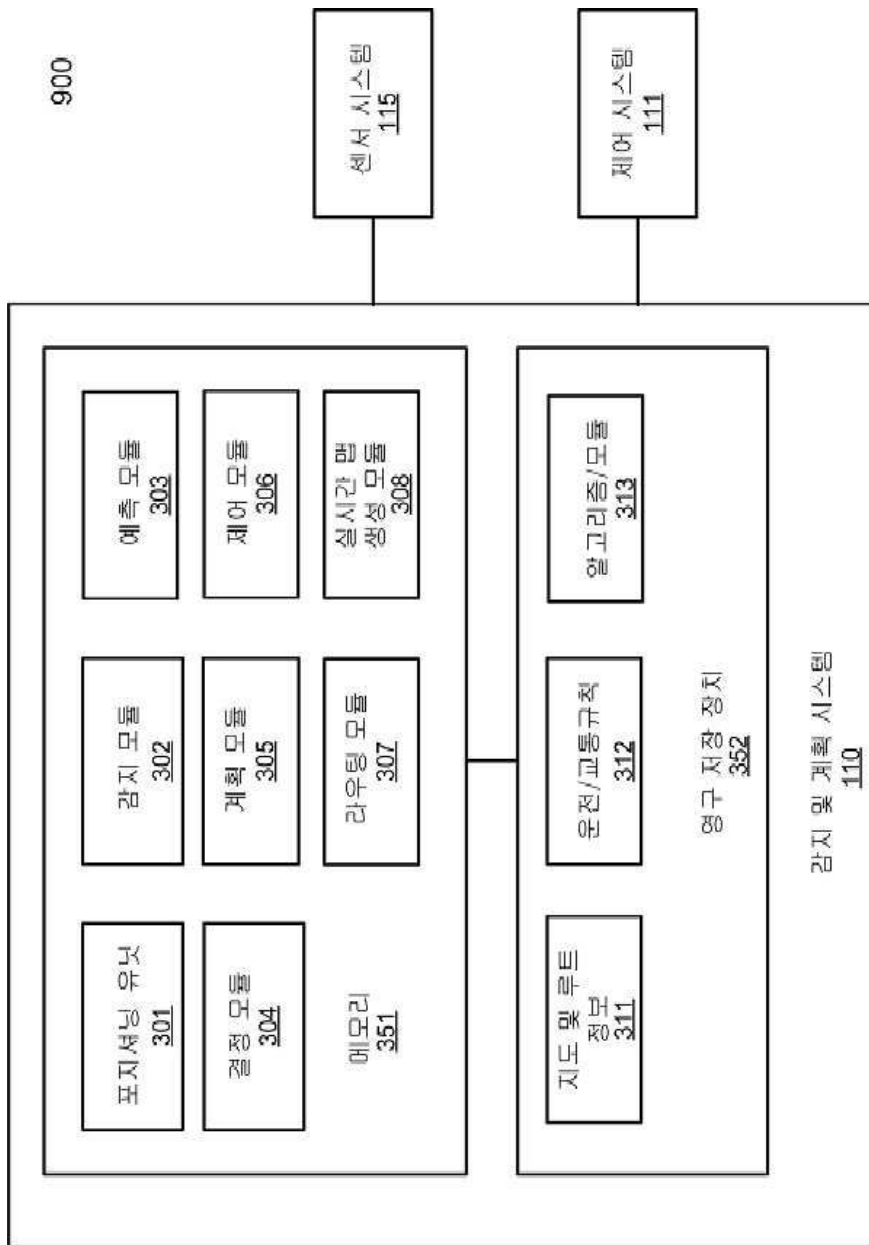 900
포지셔닝 유닛
301
감지 모듈
302
예측 모듈
303
결정 모듈
304
계획 모듈
305
제어 모듈
306
메모리
351
라우팅 모듈
307
실시간 맵
생성 모듈
308
센서 시스템
115
지도 및 루트
정보
311
운전/교통규칙
312
알고리즘/모듈
313
영구 저장 장치
352
제어 시스템
111
감지 및 계획 시스템
110